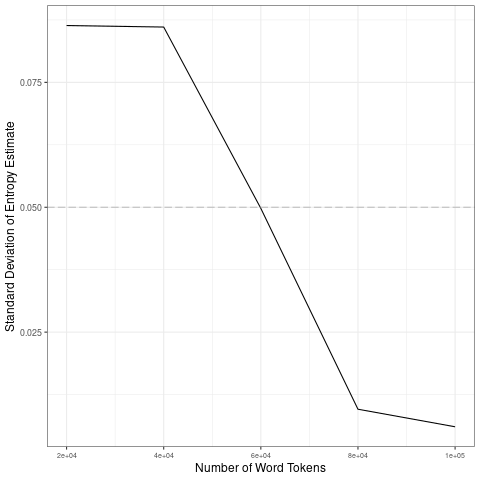 Standard Deviation of Entropy Estimate
0.075
0.050
0.025
2e+04 4e+04 6e+04 8e+04 1e+05
Number of Word Tokens